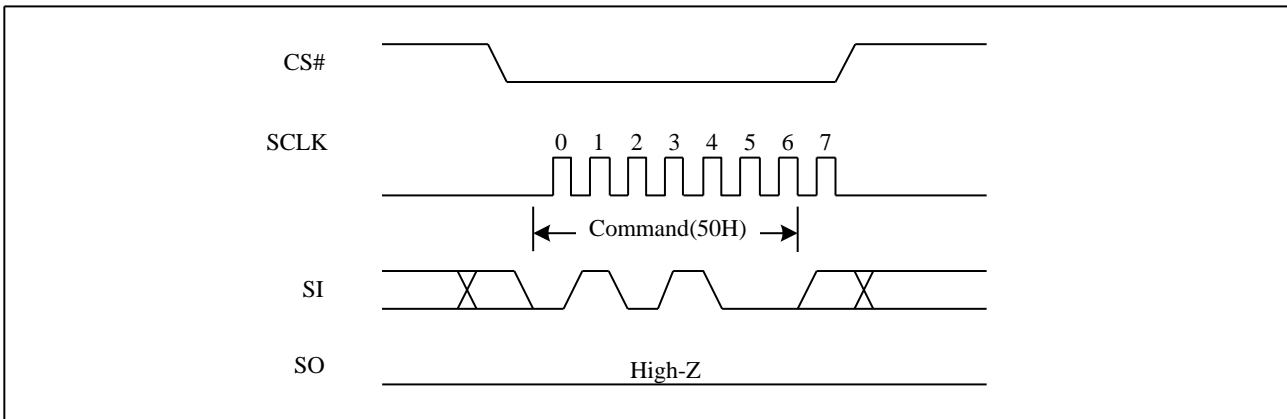 CS#
SCLK
0 1 2 3 4 5 6 7
Command(50H)
SI
SO
High-Z